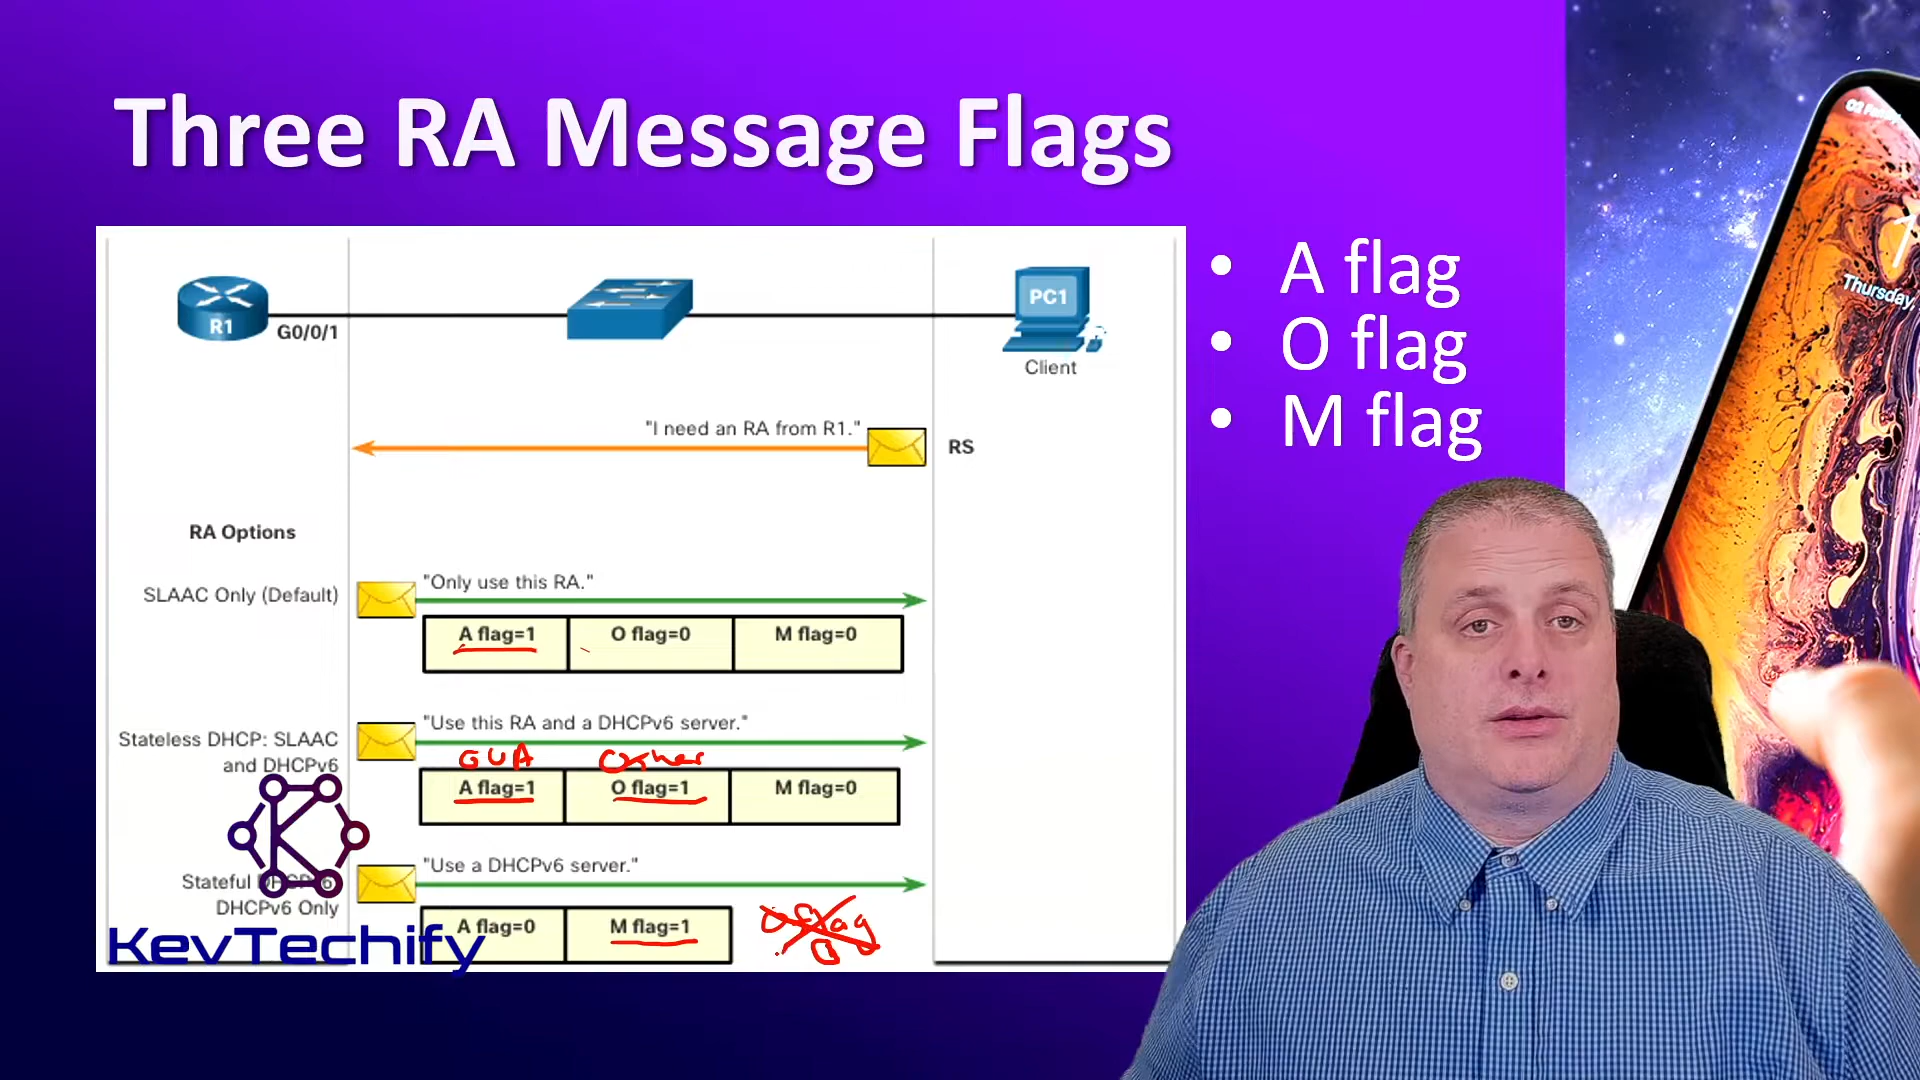 Three RA Message Flags
R1
G0/0/1
PC1
Client
"I need an RA from R1."
RS
RA Options
SLAAC Only (Default)
"Only use this RA."
A flag=1 O flag=0 M flag=0
Stateless DHCP: SLAAC
and DHCPv6
"Use this RA and a DHCPv6 server."
GUA Other
A flag=1 O flag=1 M flag=0
Stateful DHCPv6
DHCPv6 Only
"Use a DHCPv6 server."
A flag=0 M flag=1
O flag
0
KevTechify
• A flag
• O flag
• M flag
Thursday,